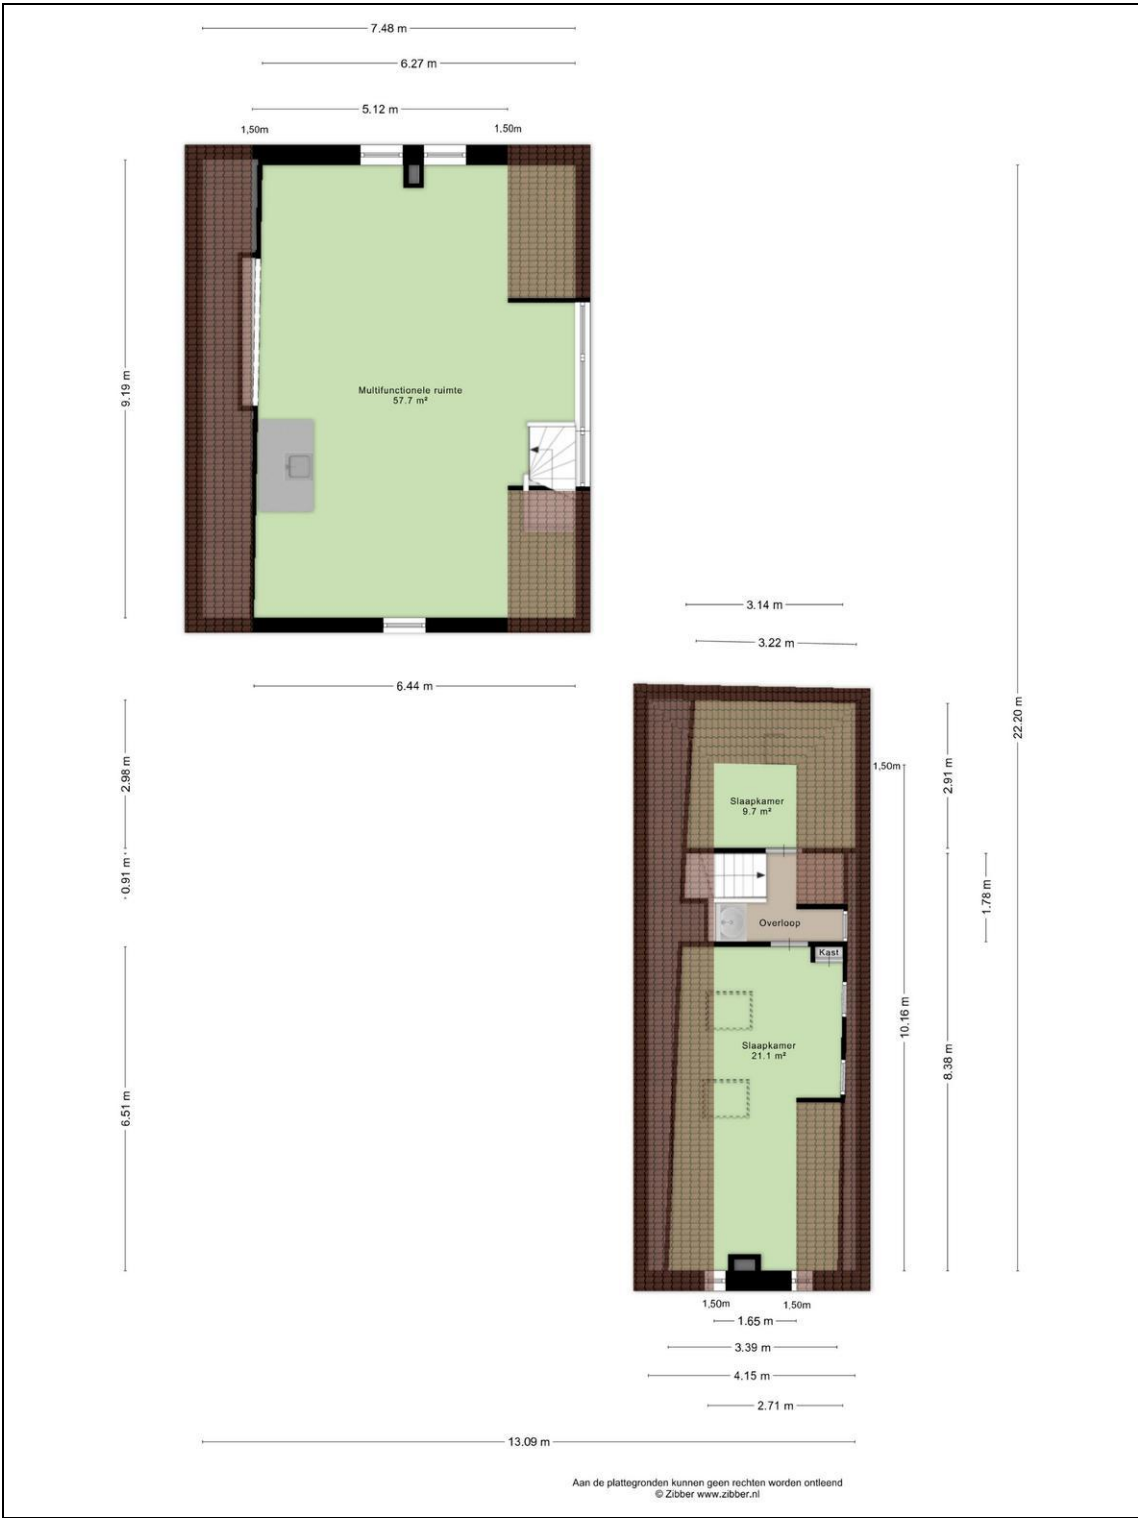 7.48 m
6.27 m
5.12 m
1,50m
1.50m
9.19 m
Multifunctionele ruimte
57.7 m²
3.14 m
3.22 m
6.44 m
22.20 m
2.98 m
1,50m
2.91 m
Slaapkamer
9.7 m²
0.91 m
1.78 m
Overloop
Kast
10.16 m
Slaapkamer
21.1 m²
8.38 m
6.51 m
1,50m
1,50m
1.65 m
3.39 m
4.15 m
2.71 m
13.09 m
Aan de plattegronden kunnen geen rechten worden ontleend
© Zibber www.zibber.nl